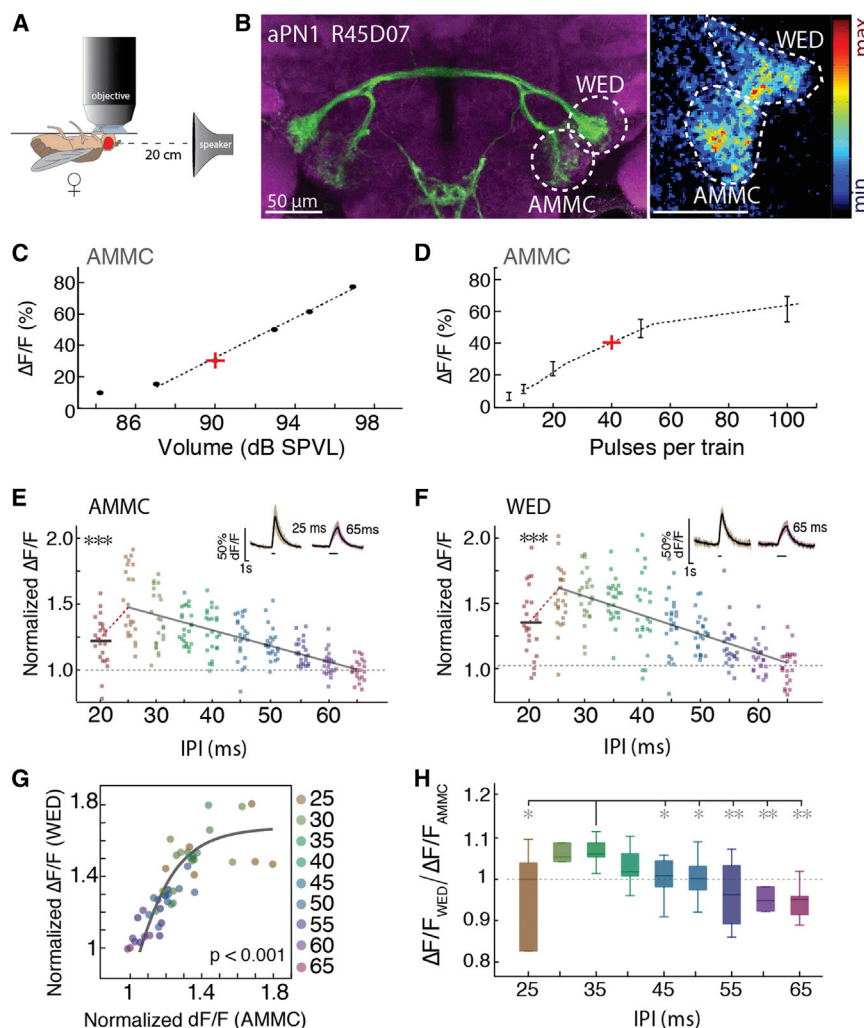 A
objective
20 cm
speaker
♀
B
aPN1 R45D07
WED
AMMC
50 µm
WED
AMMC
max
min
C
AMMC
ΔF/F (%)
80
60
40
20
0
86
90
94
98
Volume (dB SPVL)
D
AMMC
ΔF/F (%)
80
60
40
20
0
20
40
60
80
100
Pulses per train
E
AMMC
Normalized ΔF/F
2.0
1.5
1.0
***
50%
dF/F
1s
25 ms
65ms
20
30
40
50
60
IPI (ms)
F
WED
Normalized ΔF/F
2.0
1.5
1.0
***
50%
dF/F
1s
65 ms
20
30
40
50
60
IPI (ms)
G
Normalized ΔF/F (WED)
1.8
1.4
1
p < 0.001
1
1.4
1.8
Normalized dF/F (AMMC)
25
30
35
40
45
50
55
60
65
H
ΔF/F WED / ΔF/F AMMC
1.2
1.1
1
0.9
0.8
*
*
*
**
**
**
25
35
45
55
65
IPI (ms)